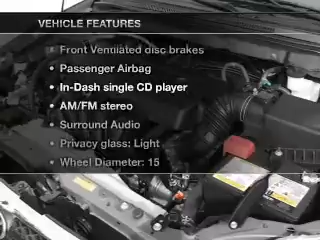 VEHICLE FEATURES
• Front Ventilated disc brakes
• Passenger Airbag
• In-Dash single CD player
• AM/FM stereo
• Surround Audio
• Privacy glass: Light
• Wheel Diameter: 15